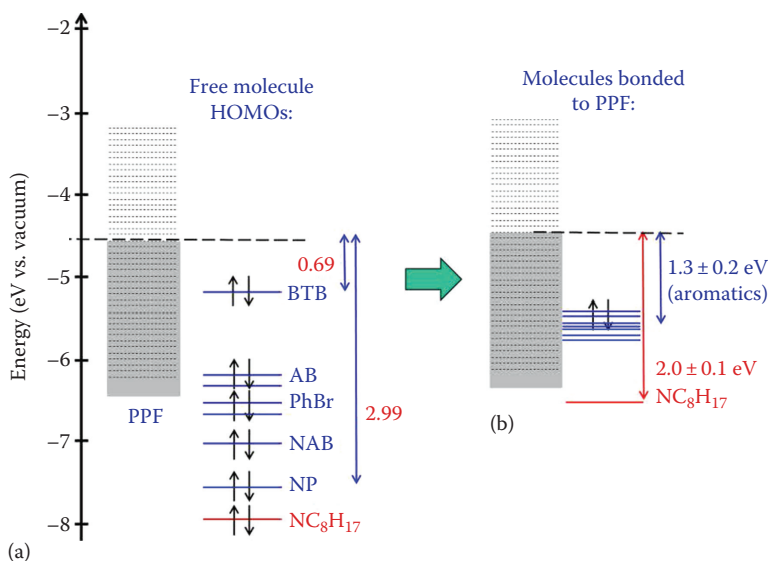 −2
−3
−4
−5
−6
−7
−8
Energy (eV vs. vacuum)
Free molecule
HOMOs:
0.69
BTB
AB
PhBr
2.99
NAB
NP
NC₈H₁₇
PPF
(a)
Molecules bonded
to PPF:
1.3 ± 0.2 eV
(aromatics)
2.0 ± 0.1 eV
NC₈H₁₇
(b)